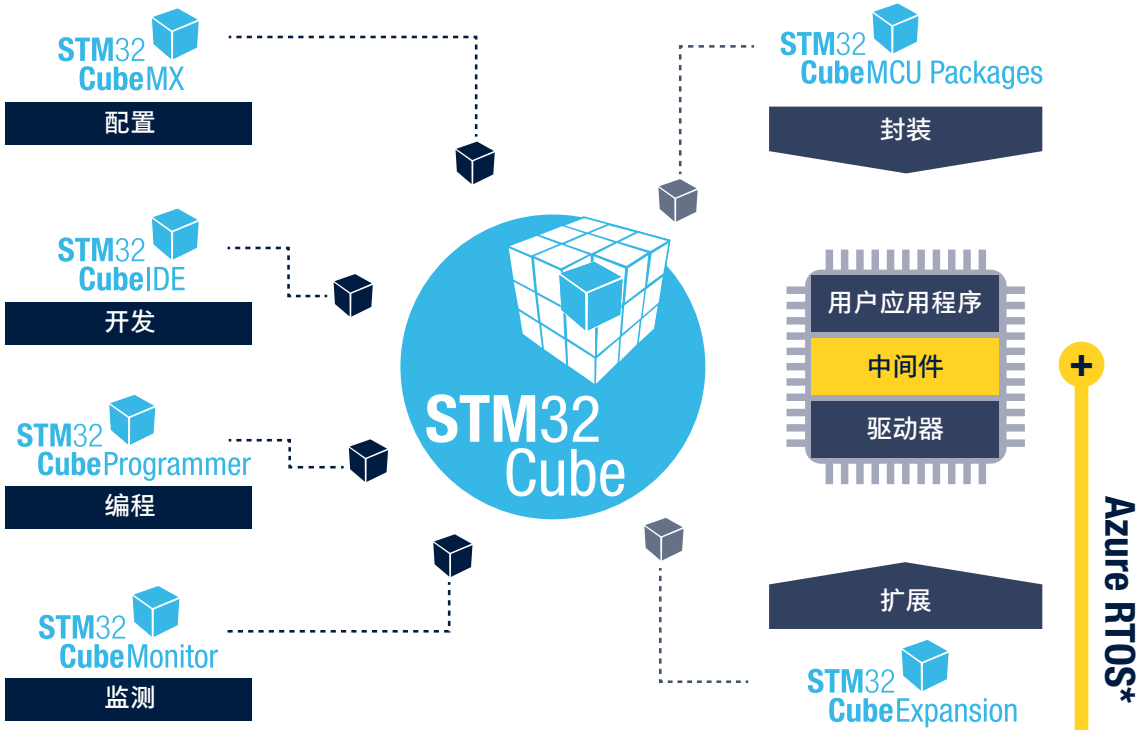 STM32
CubeMX
配置
STM32
CubeIDE
开发
STM32
CubeProgrammer
编程
STM32
CubeMonitor
监测
STM32
Cube
STM32
CubeMCU Packages
封装
用户应用程序
中间件
驱动器
扩展
STM32
CubeExpansion
+
Azure RTOS*